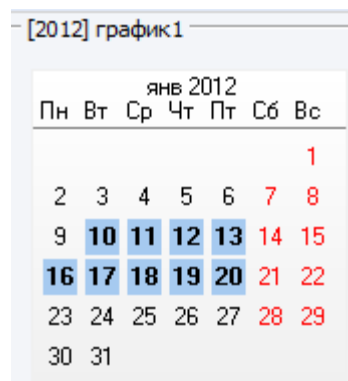 [2012] график1
янв 2012
Пн Вт Ср Чт Пт Сб Вс
1
2 3 4 5 6 7 8
9 10 11 12 13 14 15
16 17 18 19 20 21 22
23 24 25 26 27 28 29
30 31